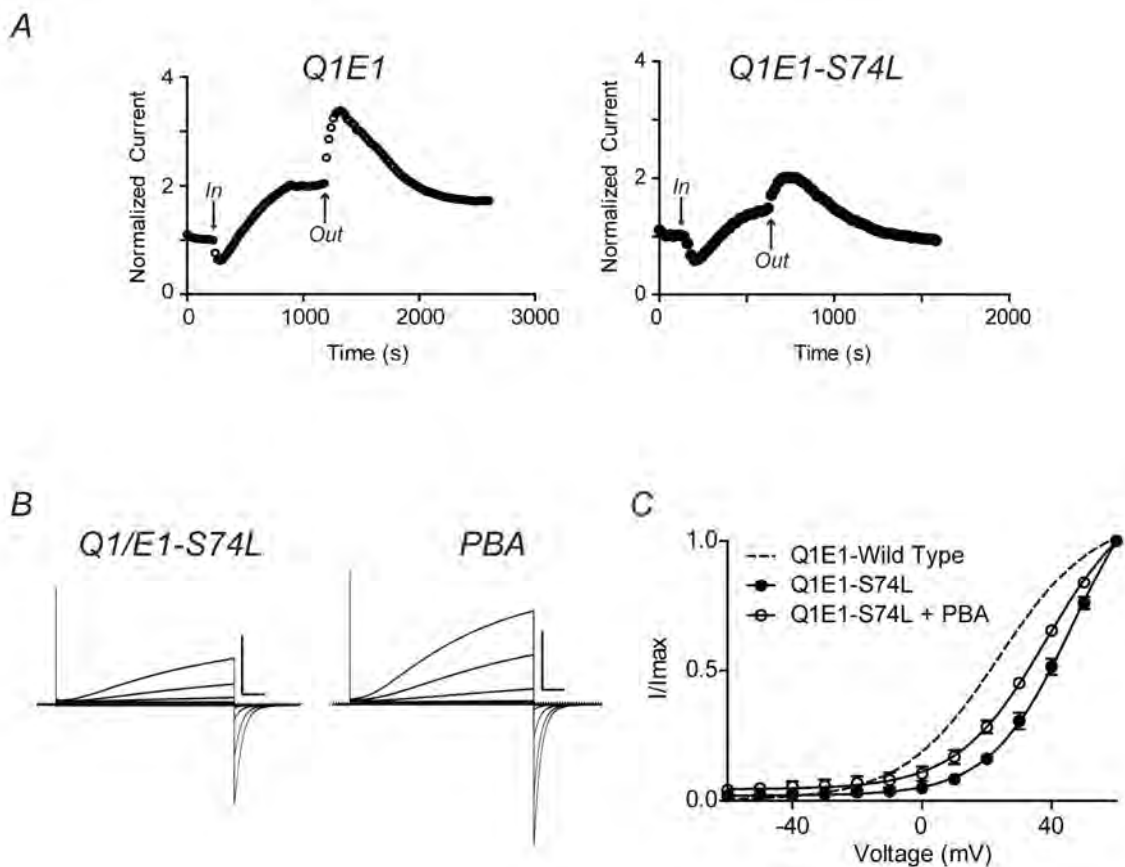 A
Q1E1
Q1E1-S74L
Normalized Current
4
2
0
In
Out
0
1000
2000
3000
Time (s)
Normalized Current
4
2
0
In
Out
0
1000
2000
Time (s)
B
Q1/E1-S74L
PBA
C
I/Imax
1.0
0.5
0.0
Q1E1-Wild Type
Q1E1-S74L
Q1E1-S74L + PBA
-40
0
40
Voltage (mV)